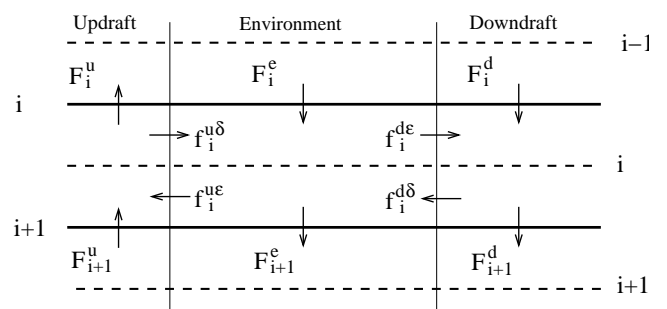 Updraft Environment Downdraft
i−1
F_i^u F_i^e F_i^d
i
f_i^{uδ} f_i^{dε}
i
f_i^{uε} f_i^{dδ}
i+1
F_{i+1}^u F_{i+1}^e F_{i+1}^d
i+1